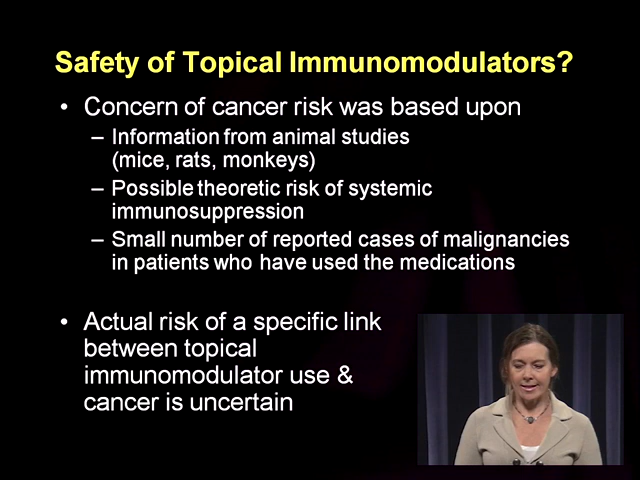 Safety of Topical Immunomodulators?
• Concern of cancer risk was based upon
– Information from animal studies
(mice, rats, monkeys)
– Possible theoretic risk of systemic
immunosuppression
– Small number of reported cases of malignancies
in patients who have used the medications
• Actual risk of a specific link
between topical
immunomodulator use &
cancer is uncertain